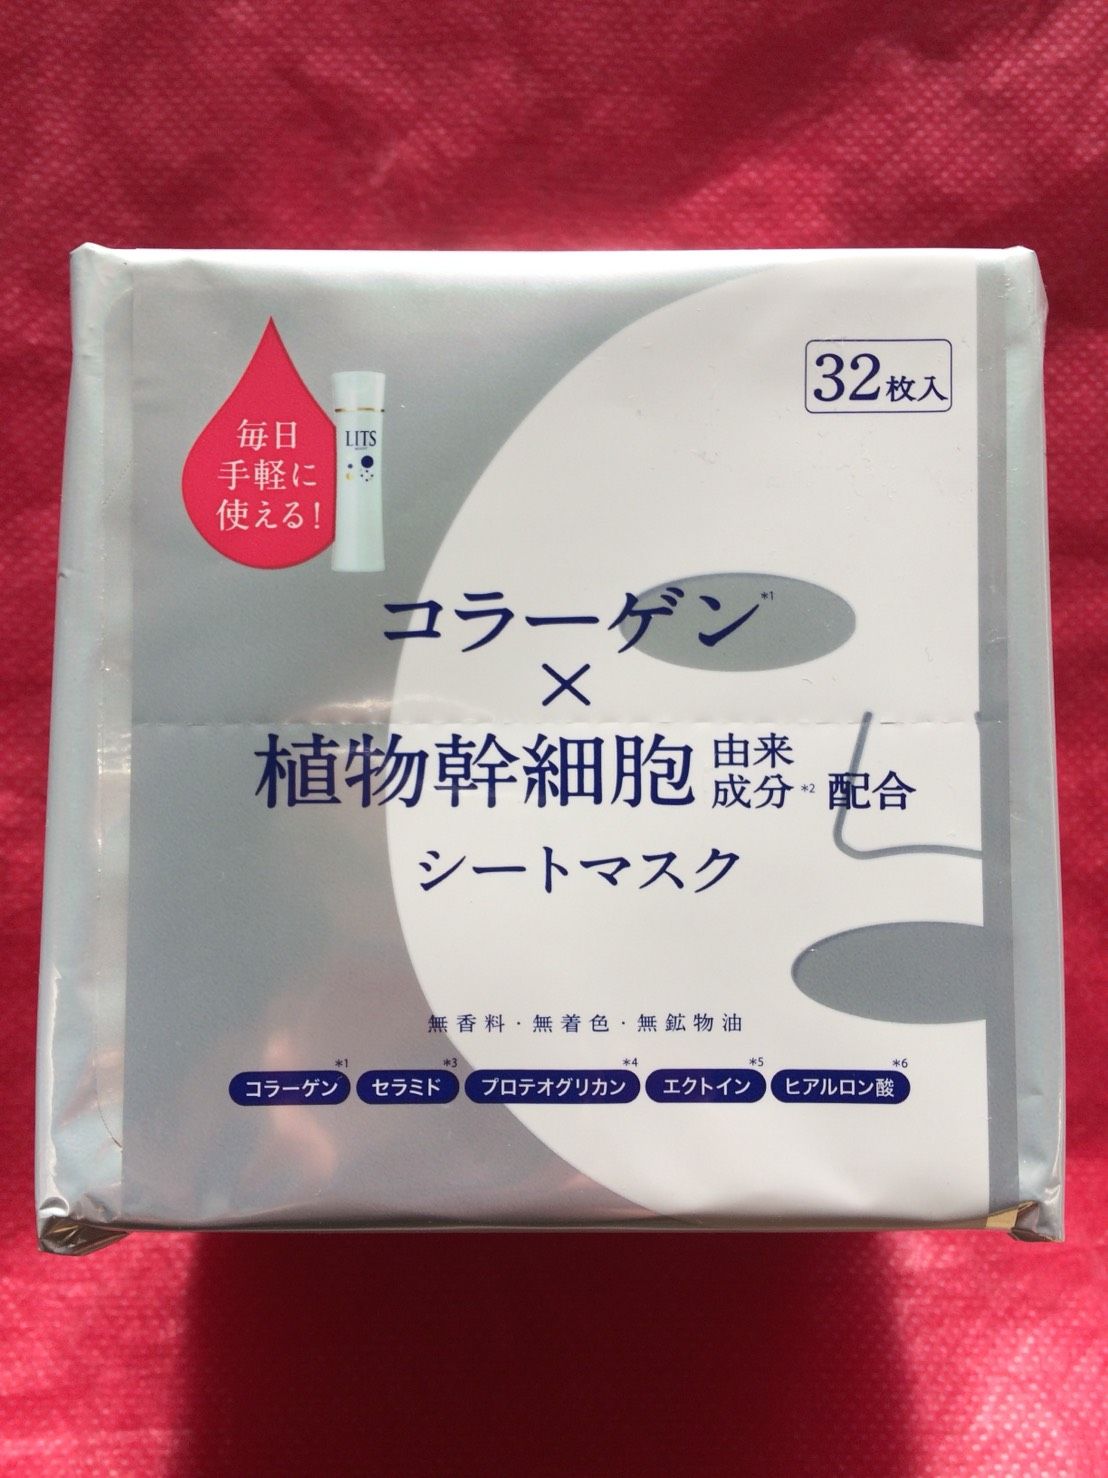 32枚入
毎日
手軽に
使える!
LITS
コラーゲン*1
×
植物幹細胞由来成分*2配合
シートマスク
無香料・無着色・無鉱物油
コラーゲン*1 セラミド*3 プロテオグリカン*4 エクトイン*5 ヒアルロン酸*6